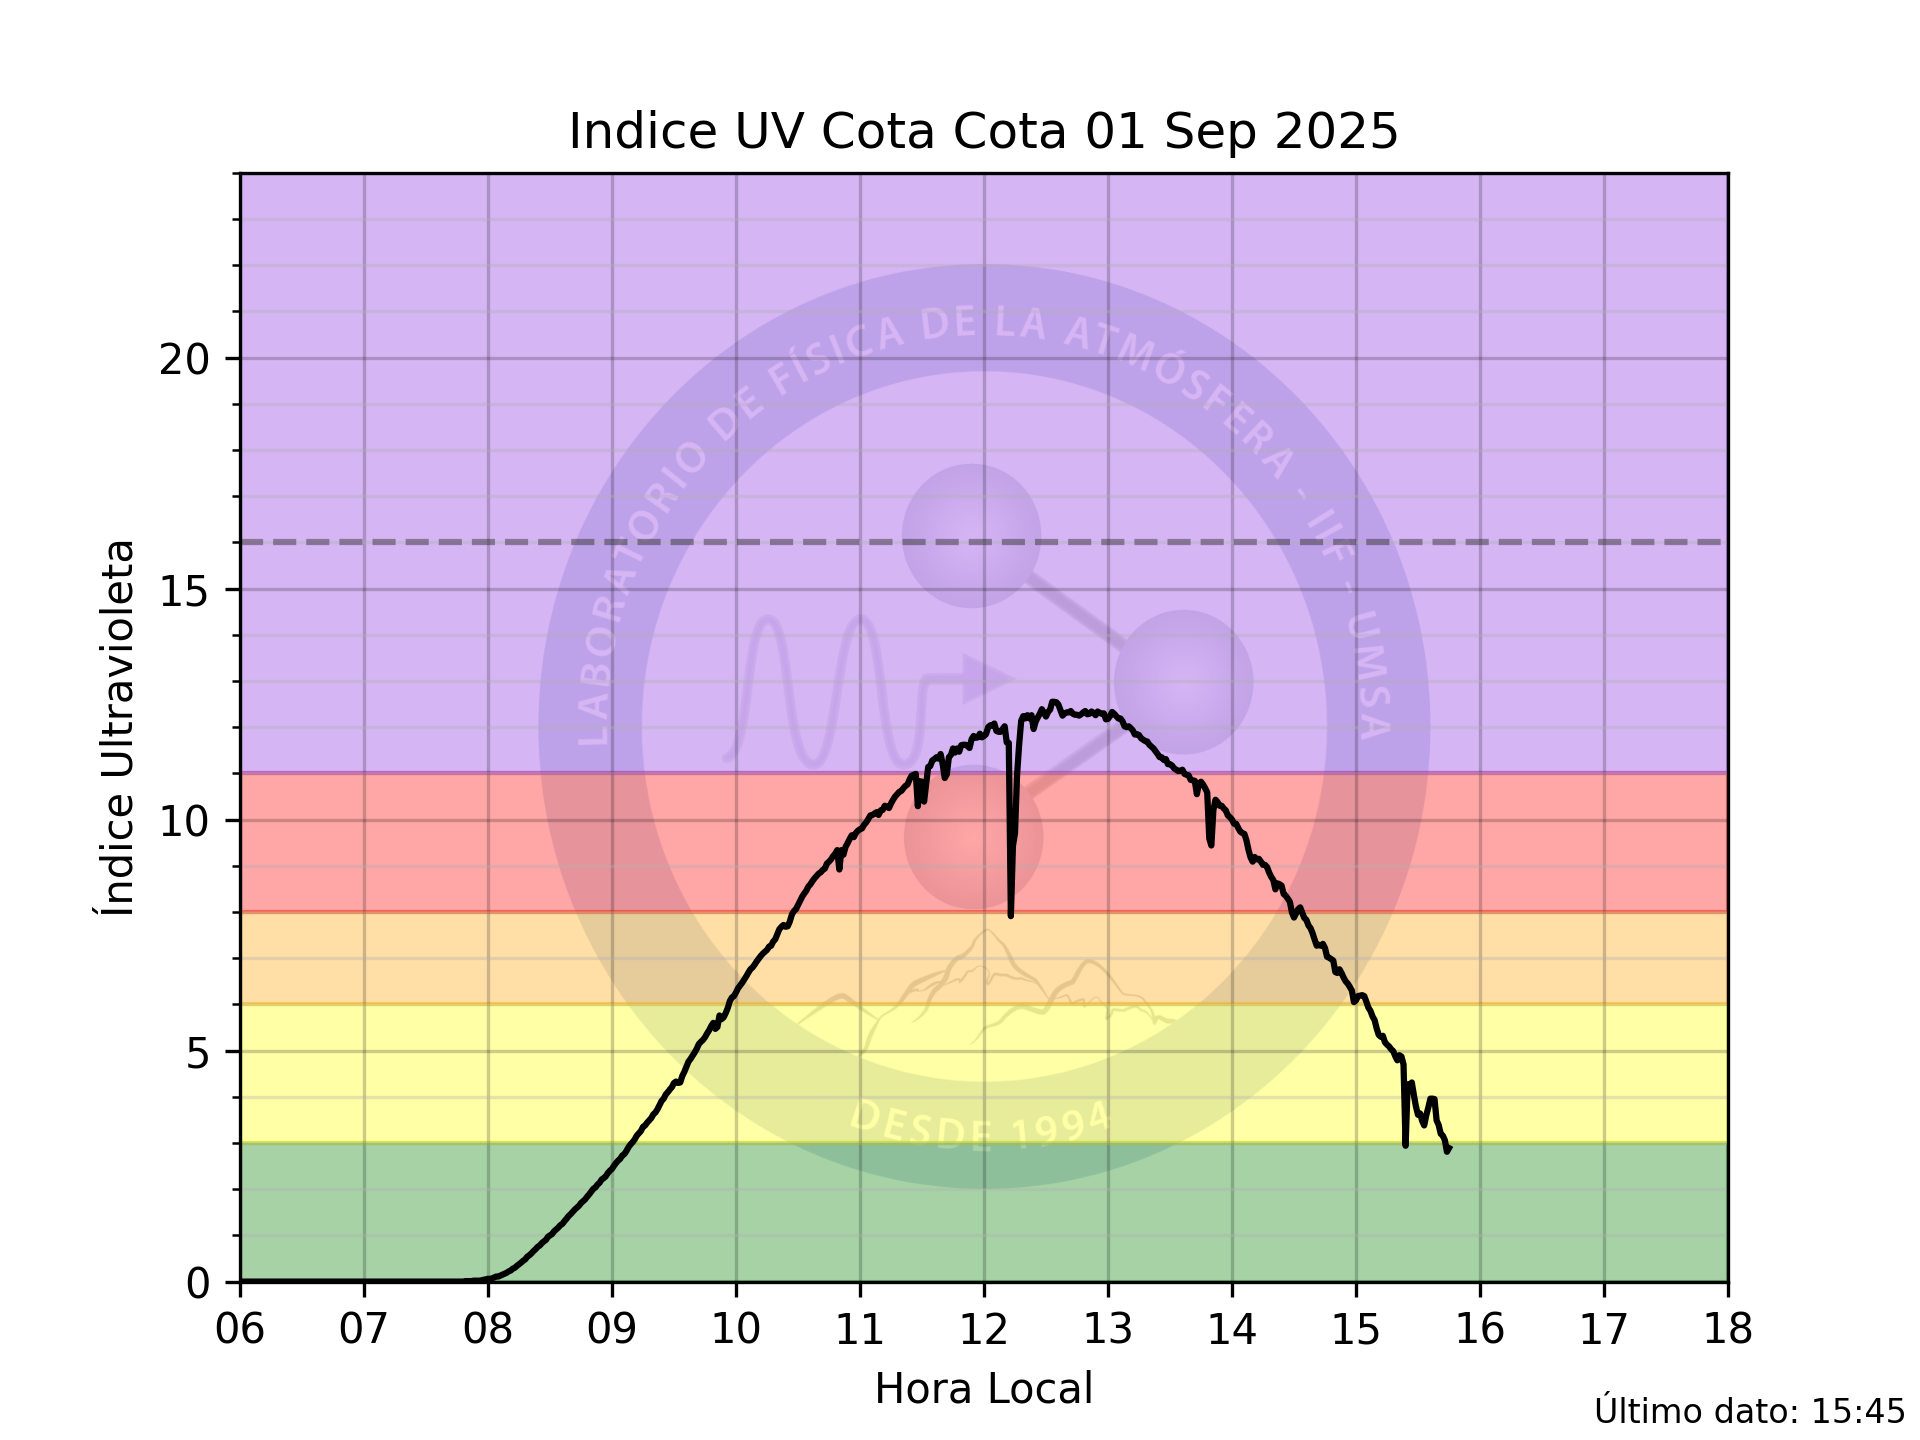 Indice UV Cota Cota 01 Sep 2025
LABORATORIO DE FÍSICA DE LA ATMÓSFERA - IIF - UMSA
DESDE 1994
Índice Ultravioleta
20
15
10
5
0
06 07 08 09 10 11 12 13 14 15 16 17 18
Hora Local
Último dato: 15:45